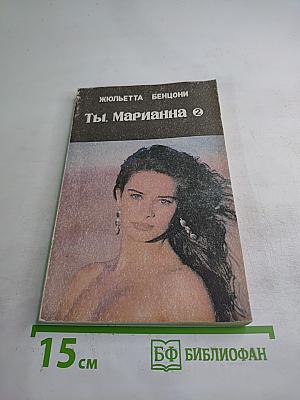 ЖЮЛЬЕТТА БЕНЦОНИ
Ты, Марианна 2
15 см
БФ БИБЛИОФАН